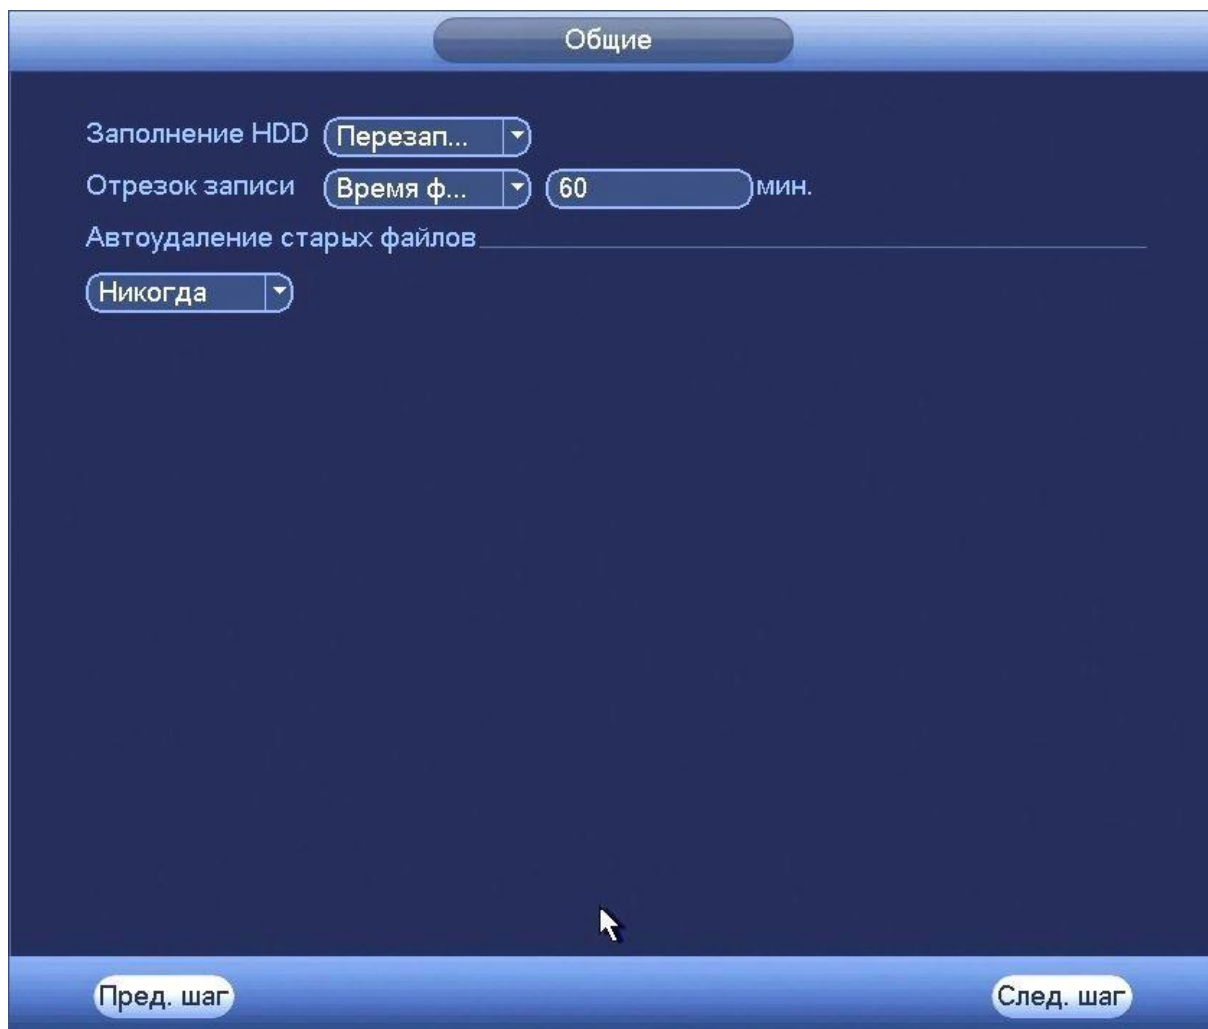 Общие
Заполнение HDD Перезап...
Отрезок записи Время ф... 60 мин.
Автоудаление старых файлов
Никогда
Пред. шаг След. шаг